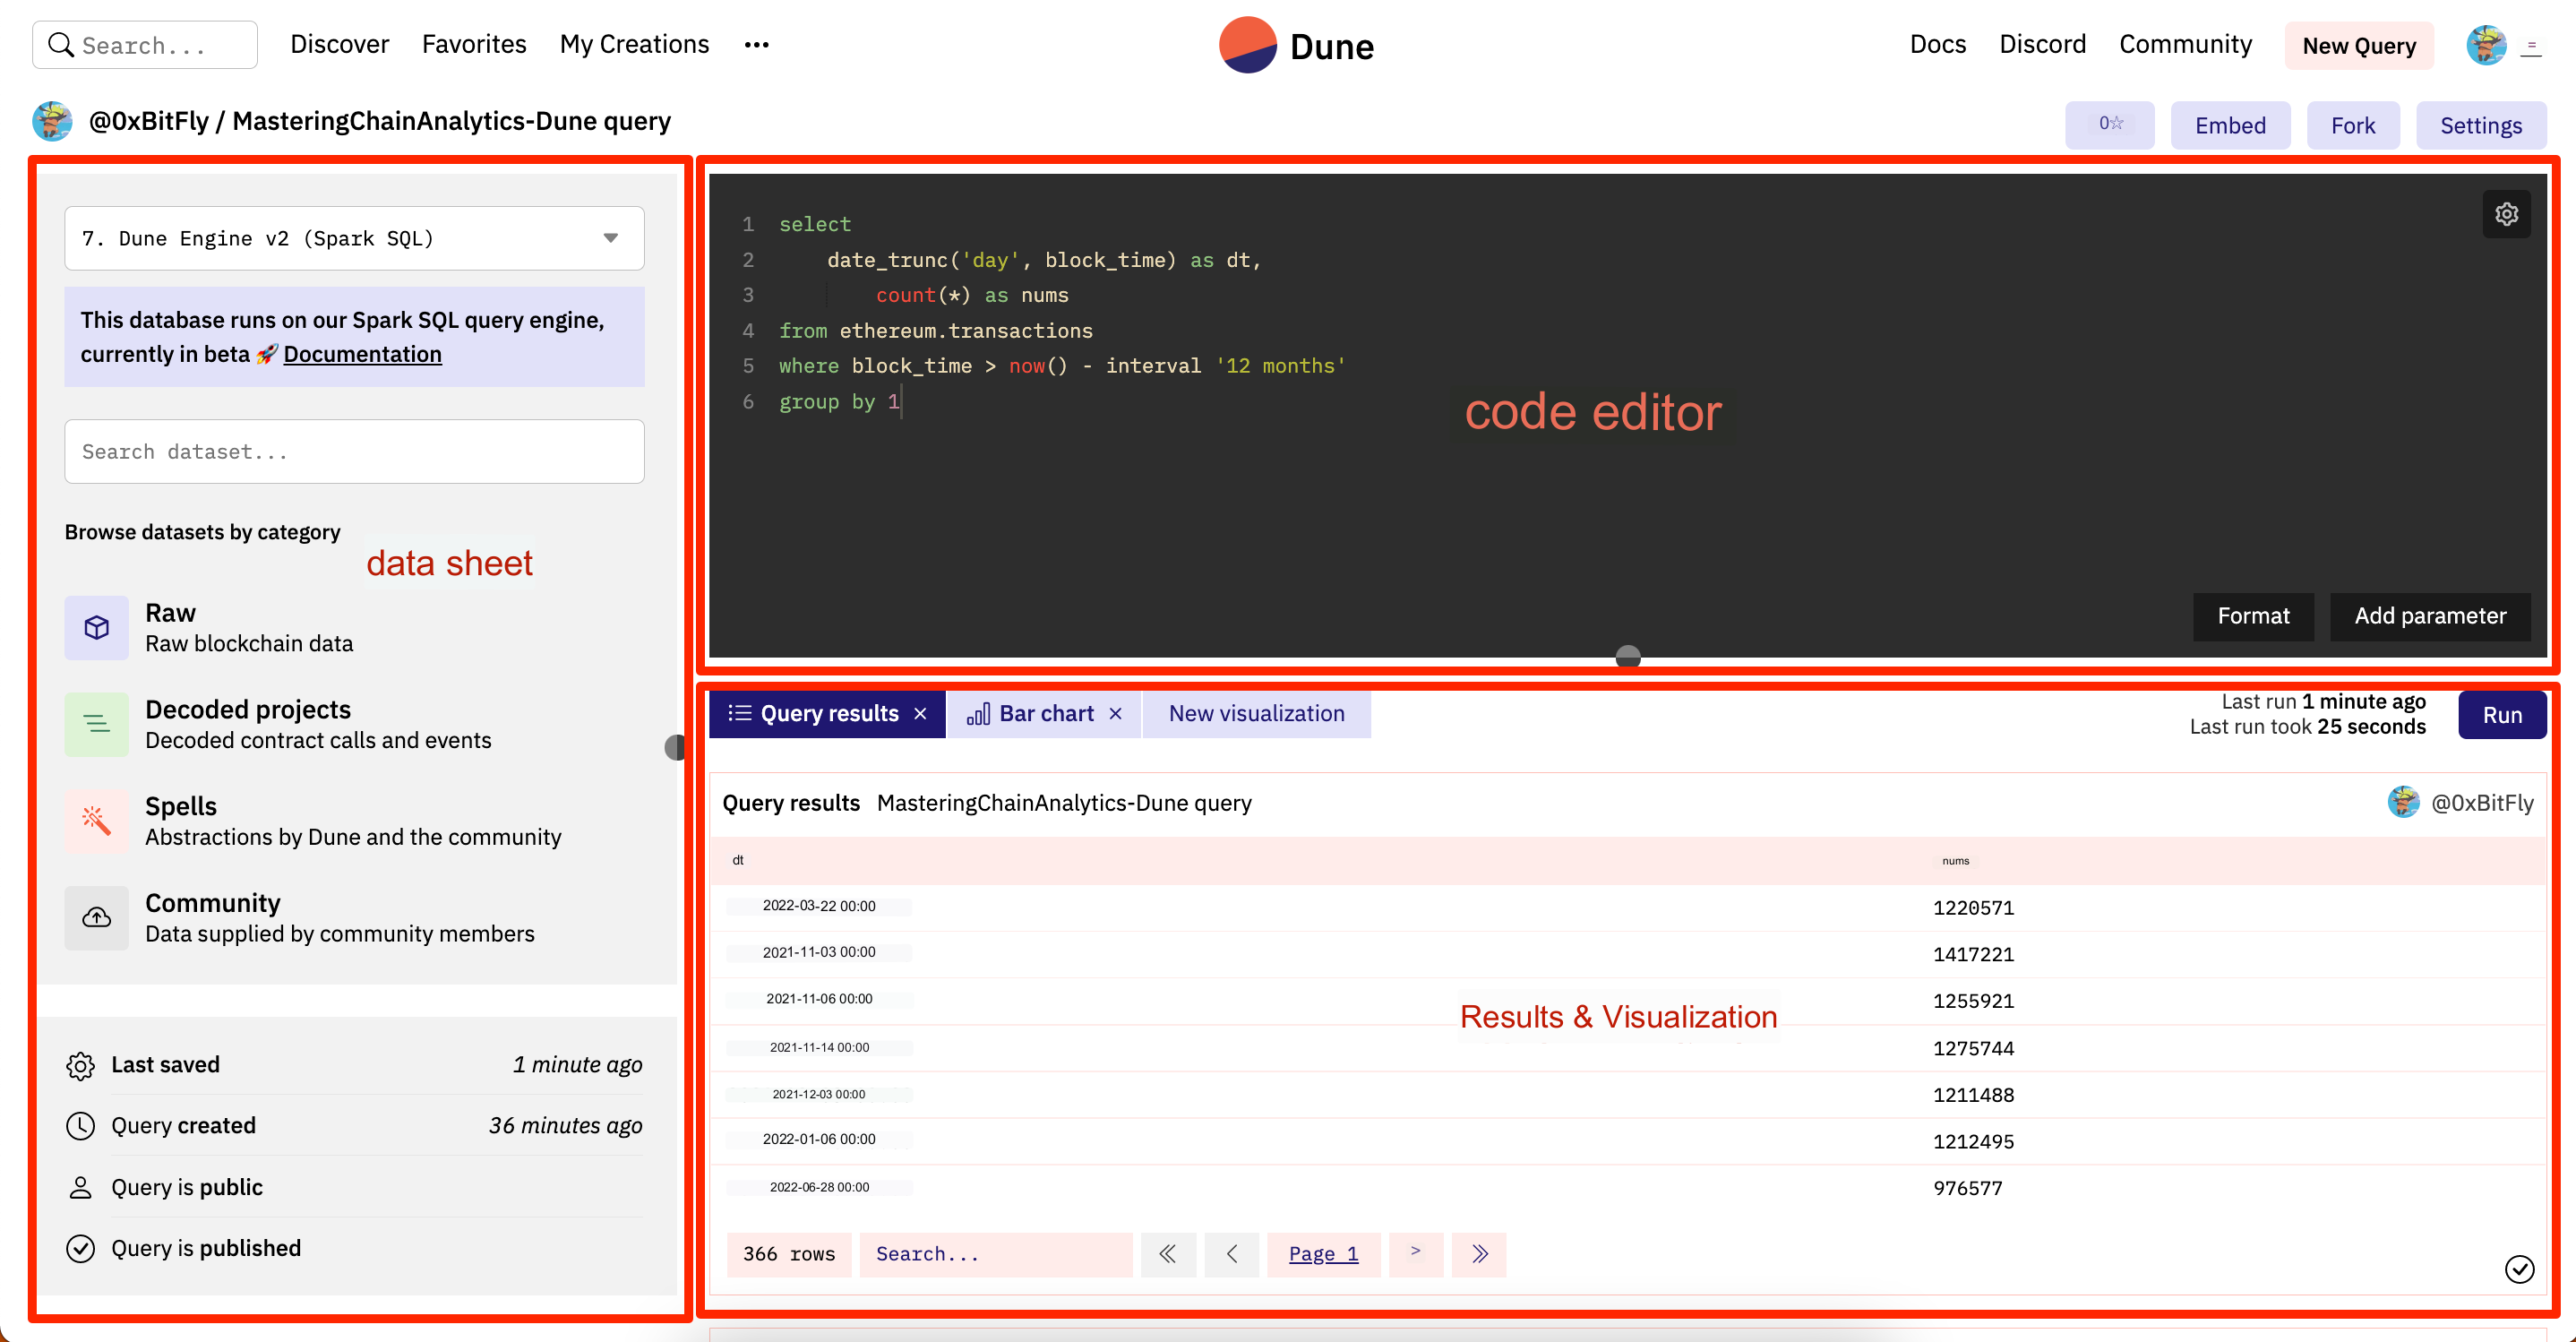 Search...
Discover
Favorites
My Creations
Dune
Docs
Discord
Community
New Query
@0xBitFly / MasteringChainAnalytics-Dune query
0☆
Embed
Fork
Settings
7. Dune Engine v2 (Spark SQL)
This database runs on our Spark SQL query engine,
currently in beta 🚀 Documentation
Search dataset...
Browse datasets by category
data sheet
Raw
Raw blockchain data
Decoded projects
Decoded contract calls and events
Spells
Abstractions by Dune and the community
Community
Data supplied by community members
Last saved 1 minute ago
Query created 36 minutes ago
Query is public
Query is published
1 select
2 date_trunc('day', block_time) as dt,
3 count(*) as nums
4 from ethereum.transactions
5 where block_time > now() - interval '12 months'
6 group by 1
code editor
Format
Add parameter
Query results
Bar chart
New visualization
Last run 1 minute ago
Last run took 25 seconds
Run
Query results MasteringChainAnalytics-Dune query
@0xBitFly
dt nums
2022-03-22 00:00 1220571
2021-11-03 00:00 1417221
2021-11-06 00:00 1255921
Results & Visualization
2021-11-14 00:00 1275744
2021-12-03 00:00 1211488
2022-01-06 00:00 1212495
2022-06-28 00:00 976577
366 rows
Search...
Page 1